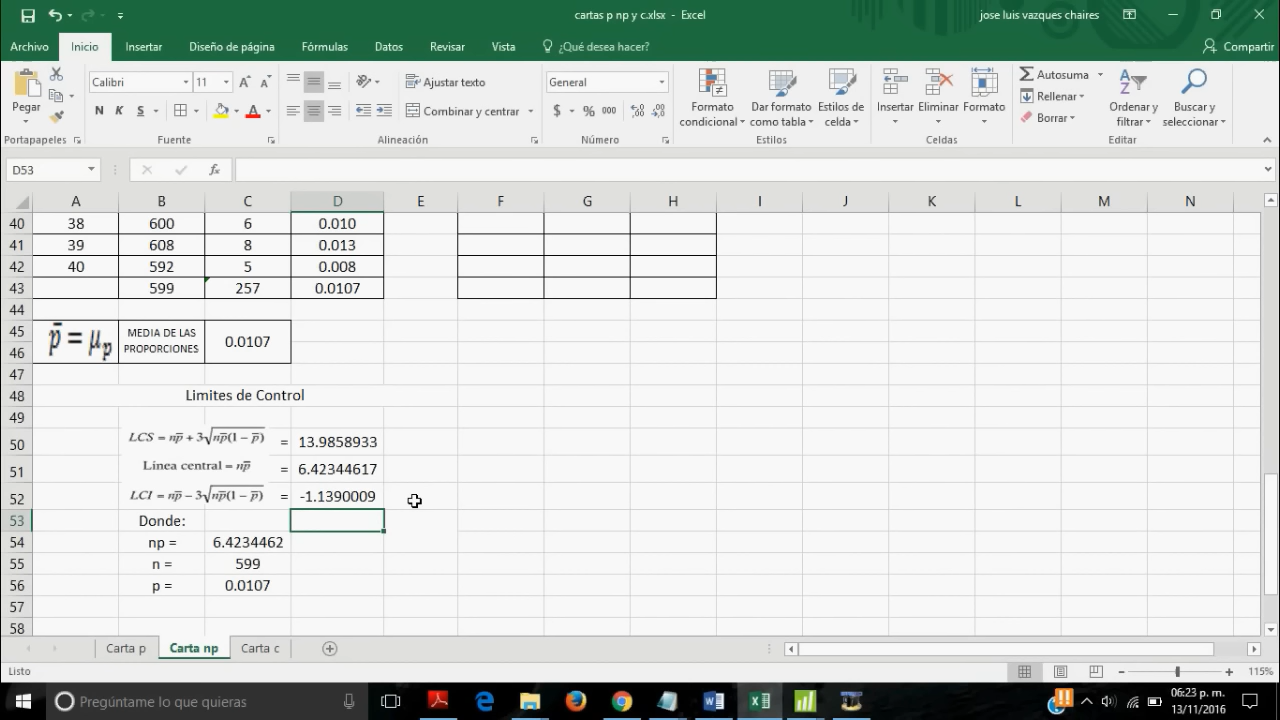 cartas p np y c.xlsx - Excel
jose luis vazques chaires
Archivo Inicio Insertar Diseño de página Fórmulas Datos Revisar Vista ¿Qué desea hacer? Compartir
Pegar
Calibri 11
N K S
Ajustar texto
Combinar y centrar
General
$ % 000
Formato condicional
Dar formato como tabla
Estilos de celda
Insertar Eliminar Formato
Autosuma
Rellenar
Borrar
Ordenar y filtrar
Buscar y seleccionar
Portapapeles Fuente Alineación Número Estilos Celdas Editar
D53 fx
A B C D E F G H I J K L M N
40 38 600 6 0.010
41 39 608 8 0.013
42 40 592 5 0.008
43 599 257 0.0107
44
45 p̄ = μp MEDIA DE LAS PROPORCIONES 0.0107
46
47
48 Limites de Control
49
50 LCS = np̄ + 3√np̄(1 − p̄) = 13.9858933
51 Línea central = np̄ = 6.42344617
52 LCI = np̄ − 3√np̄(1 − p̄) = -1.1390009
53 Donde:
54 np = 6.4234462
55 n = 599
56 p = 0.0107
57
58
Carta p Carta np Carta c
Listo 115%
Pregúntame lo que quieras
06:23 p. m.
13/11/2016